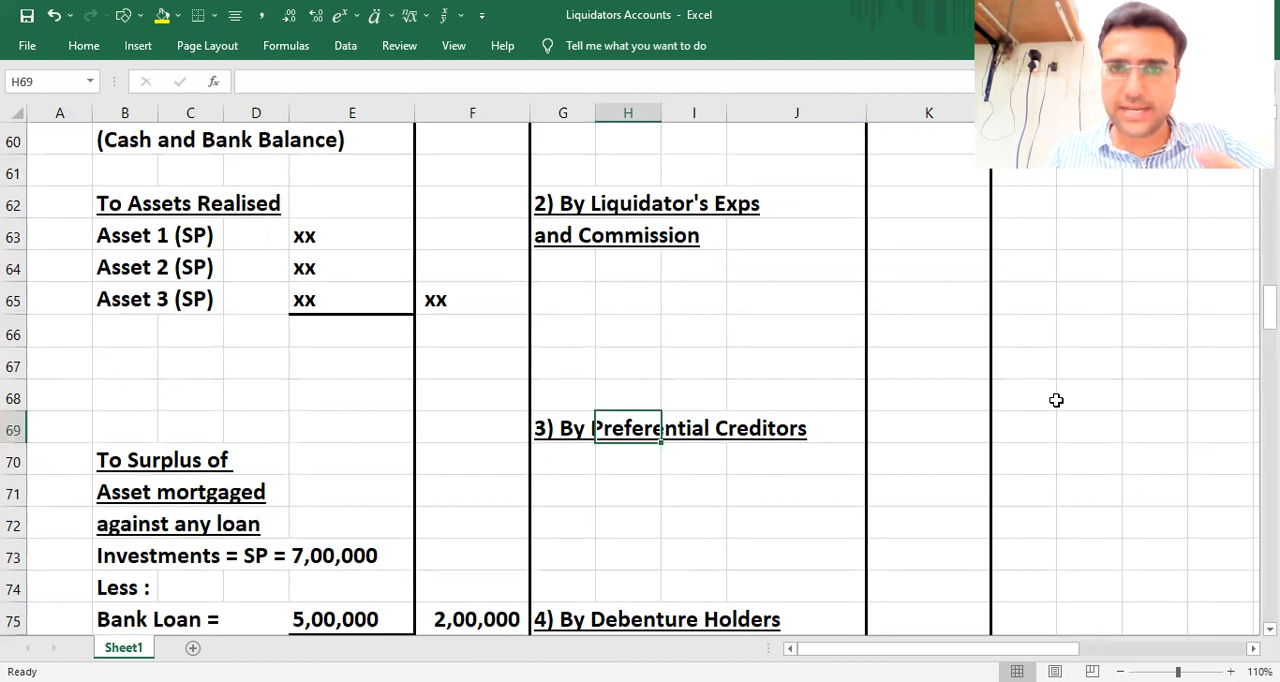 Liquidators Accounts - Excel
File Home Insert Page Layout Formulas Data Review View Help Tell me what you want to do
H69
A B C D E F G H I J K
60 (Cash and Bank Balance)
61
62 To Assets Realised 2) By Liquidator's Exps
63 Asset 1 (SP) xx and Commission
64 Asset 2 (SP) xx
65 Asset 3 (SP) xx xx
66
67
68
69 3) By Preferential Creditors
70 To Surplus of
71 Asset mortgaged
72 against any loan
73 Investments = SP = 7,00,000
74 Less :
75 Bank Loan = 5,00,000 2,00,000 4) By Debenture Holders
Sheet1
Ready 110%